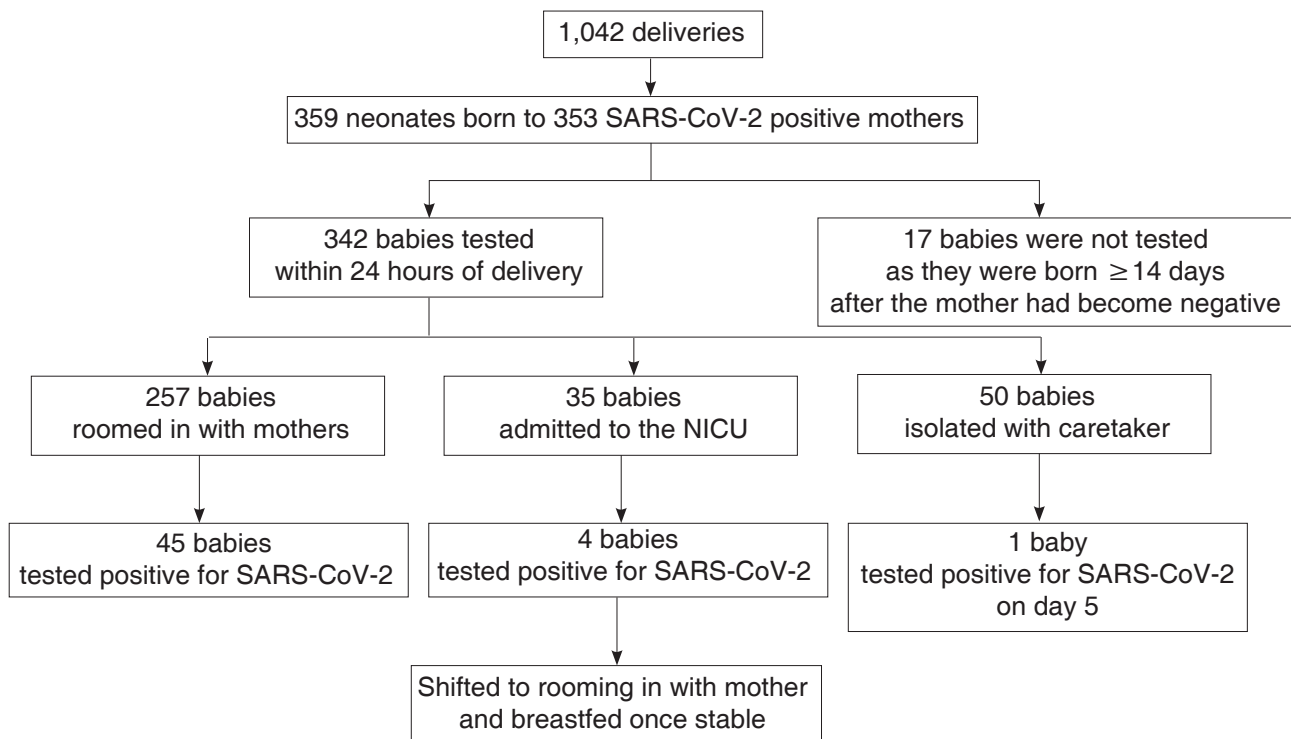 1,042 deliveries
359 neonates born to 353 SARS-CoV-2 positive mothers
342 babies tested
within 24 hours of delivery
17 babies were not tested
as they were born ≥14 days
after the mother had become negative
257 babies
roomed in with mothers
35 babies
admitted to the NICU
50 babies
isolated with caretaker
45 babies
tested positive for SARS-CoV-2
4 babies
tested positive for SARS-CoV-2
1 baby
tested positive for SARS-CoV-2
on day 5
Shifted to rooming in with mother
and breastfed once stable